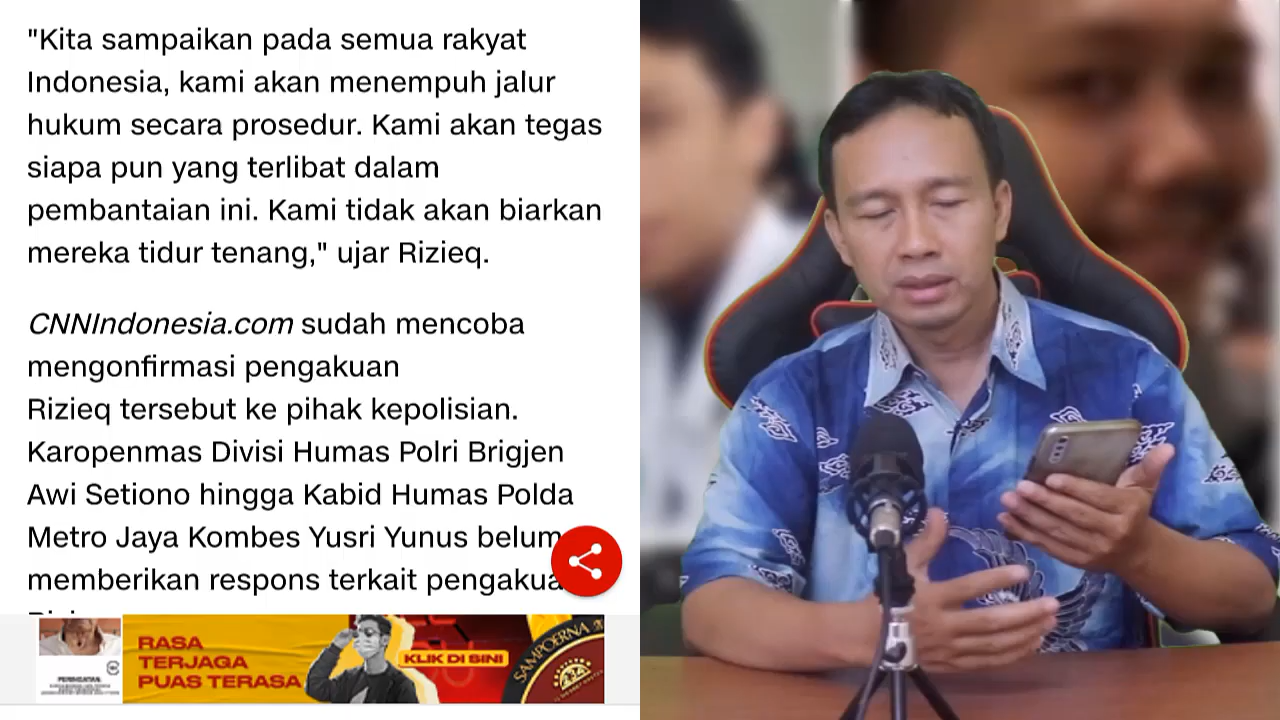 "Kita sampaikan pada semua rakyat
Indonesia, kami akan menempuh jalur
hukum secara prosedur. Kami akan tegas
siapa pun yang terlibat dalam
pembantaian ini. Kami tidak akan biarkan
mereka tidur tenang," ujar Rizieq.
CNNIndonesia.com sudah mencoba
mengonfirmasi pengakuan
Rizieq tersebut ke pihak kepolisian.
Karopenmas Divisi Humas Polri Brigjen
Awi Setiono hingga Kabid Humas Polda
Metro Jaya Kombes Yusri Yunus belum
memberikan respons terkait
RASA
TERJAGA
PUAS TERASA
KLIK DI SINI
SAMPOERNA
234